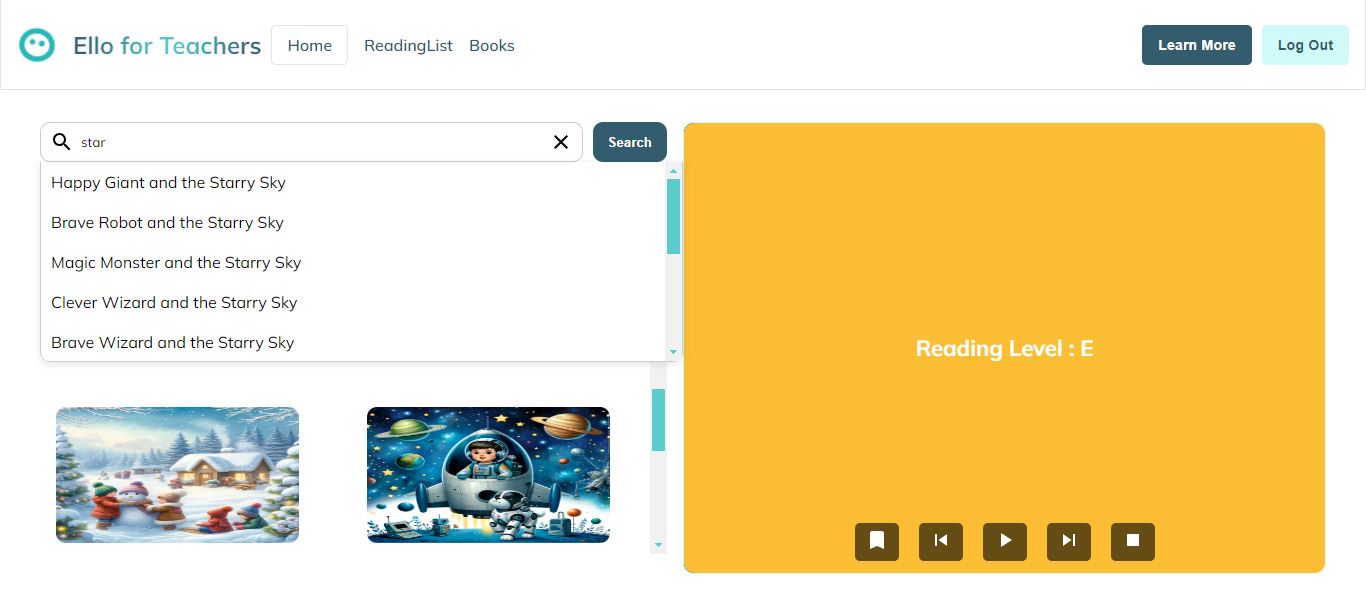 Ello for Teachers Home ReadingList Books Learn More Log Out
star Search
Happy Giant and the Starry Sky
Brave Robot and the Starry Sky
Magic Monster and the Starry Sky
Clever Wizard and the Starry Sky
Brave Wizard and the Starry Sky
Reading Level : E